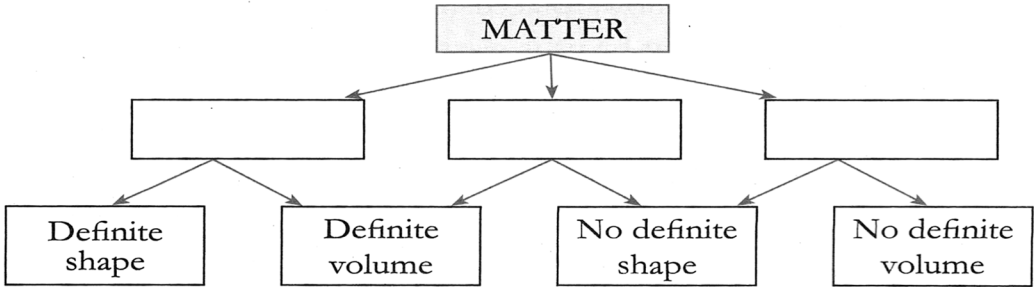 MATTER
Definite
shape
Definite
volume
No definite
shape
No definite
volume